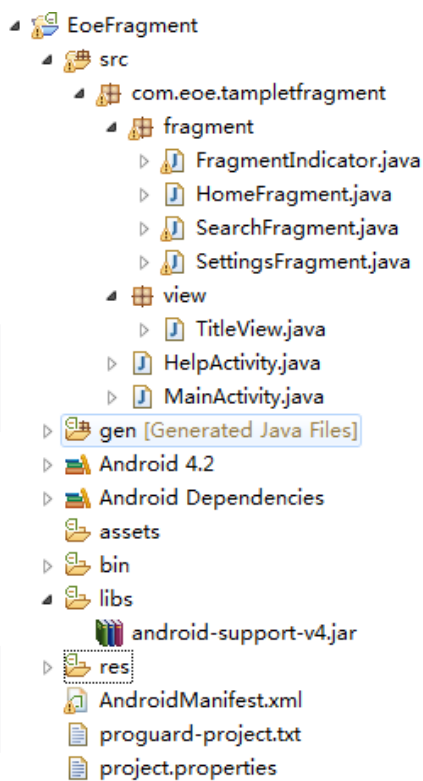 EoeFragment
src
com.eoe.tampletfragment
fragment
FragmentIndicator.java
HomeFragment.java
SearchFragment.java
SettingsFragment.java
view
TitleView.java
HelpActivity.java
MainActivity.java
gen [Generated Java Files]
Android 4.2
Android Dependencies
assets
bin
libs
android-support-v4.jar
res
AndroidManifest.xml
proguard-project.txt
project.properties